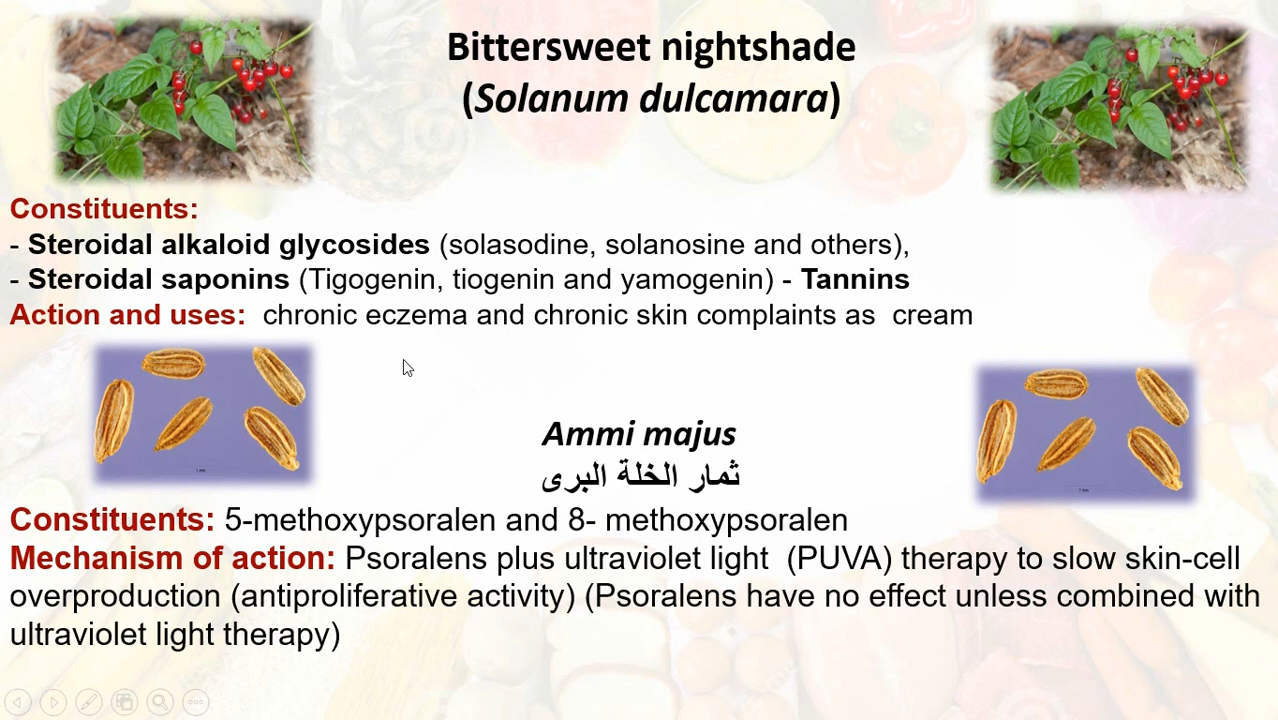 Bittersweet nightshade
(Solanum dulcamara)
Constituents:
- Steroidal alkaloid glycosides (solasodine, solanosine and others),
- Steroidal saponins (Tigogenin, tiogenin and yamogenin) - Tannins
Action and uses:  chronic eczema and chronic skin complaints as  cream
Ammi majus
ثمار الخلة البرى
Constituents: 5-methoxypsoralen and 8- methoxypsoralen
Mechanism of action: Psoralens plus ultraviolet light  (PUVA) therapy to slow skin-cell
overproduction (antiproliferative activity) (Psoralens have no effect unless combined with
ultraviolet light therapy)